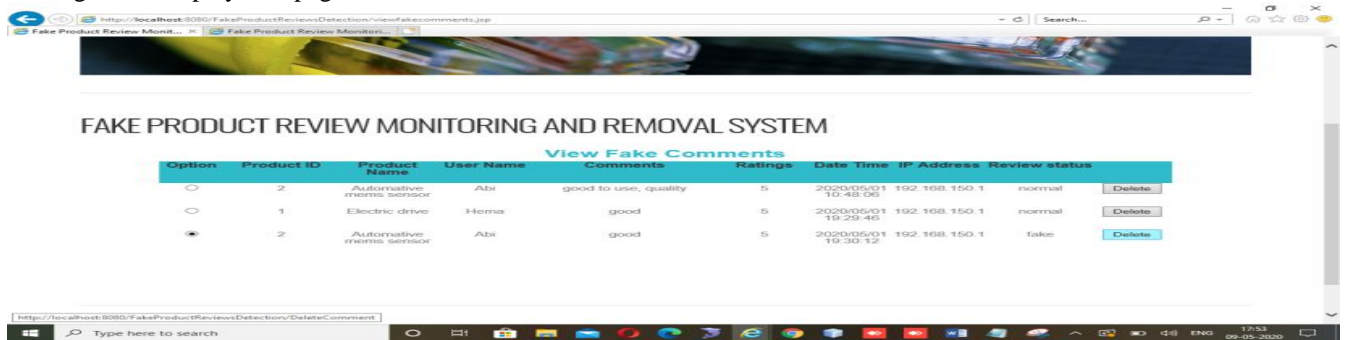 http://localhost:8080/FakeProductReviewsDetection/viewfakecomments.jsp
Search...
Fake Product Review Monit...
Fake Product Review Monitori...
FAKE PRODUCT REVIEW MONITORING AND REMOVAL SYSTEM
View Fake Comments
Option Product ID Product Name User Name Comments Ratings Date Time IP Address Review status
2 Automative mems sensor Abi good to use, quality 5 2020/05/01 10:48:06 192.168.150.1 normal Delete
1 Electric drive Hema good 5 2020/05/01 19:29:46 192.168.150.1 normal Delete
2 Automative mems sensor Abi good 5 2020/05/01 19:30:12 192.168.150.1 fake Delete
http://localhost:8080/FakeProductReviewsDetection/DeleteComment
Type here to search
ENG
17:53
09-05-2020